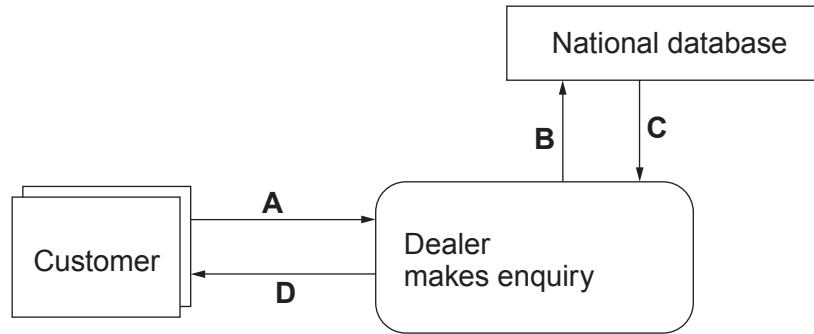 National database
B
C
A
Customer
Dealer
makes enquiry
D